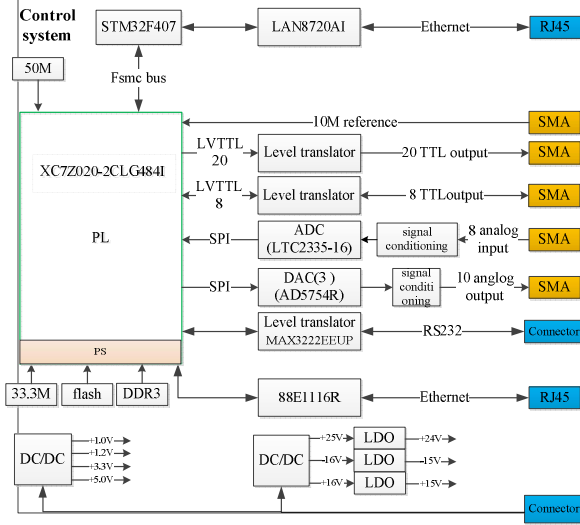 Control
system
STM32F407
LAN8720AI
Ethernet
RJ45
50M
Fsmc bus
10M reference
SMA
XC7Z020-2CLG484I
LVTTL
20
Level translator
20 TTL output
SMA
LVTTL
8
Level translator
8 TTLoutput
SMA
PL
SPI
ADC
(LTC2335-16)
signal
conditioning
8 analog
input
SMA
SPI
DAC(3 )
(AD5754R)
signal
conditi
oning
10 anglog
output
SMA
Level translator
MAX3222EEUP
RS232
Connector
PS
33.3M
flash
DDR3
88E1116R
Ethernet
RJ45
DC/DC
+1.0V
+1.2V
+3.3V
+5.0V
DC/DC
+25V
LDO
+24V
-16V
LDO
-15V
+16V
LDO
+15V
Connector